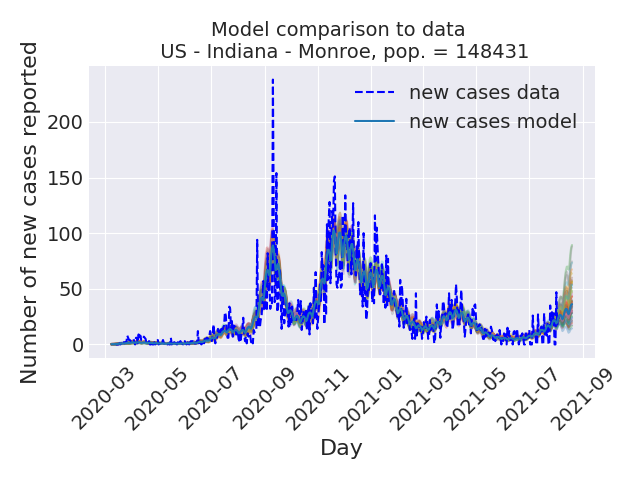 Model comparison to data
US - Indiana - Monroe, pop. = 148431
Number of new cases reported
200
150
100
50
0
new cases data
new cases model
2020-03
2020-05
2020-07
2020-09
2020-11
2021-01
2021-03
2021-05
2021-07
2021-09
Day